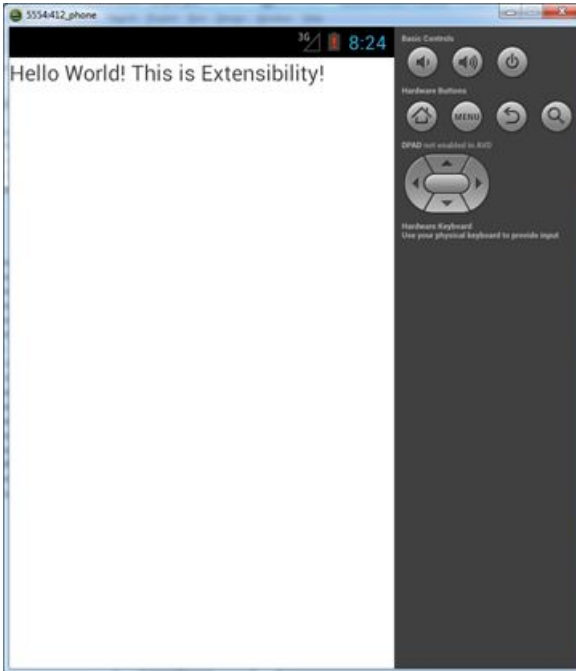 5554:412_phone
3G 8:24
Hello World! This is Extensibility!
Basic Controls
Hardware Buttons
MENU
DPAD not enabled in AVD
Hardware Keyboard
Use your physical keyboard to provide input